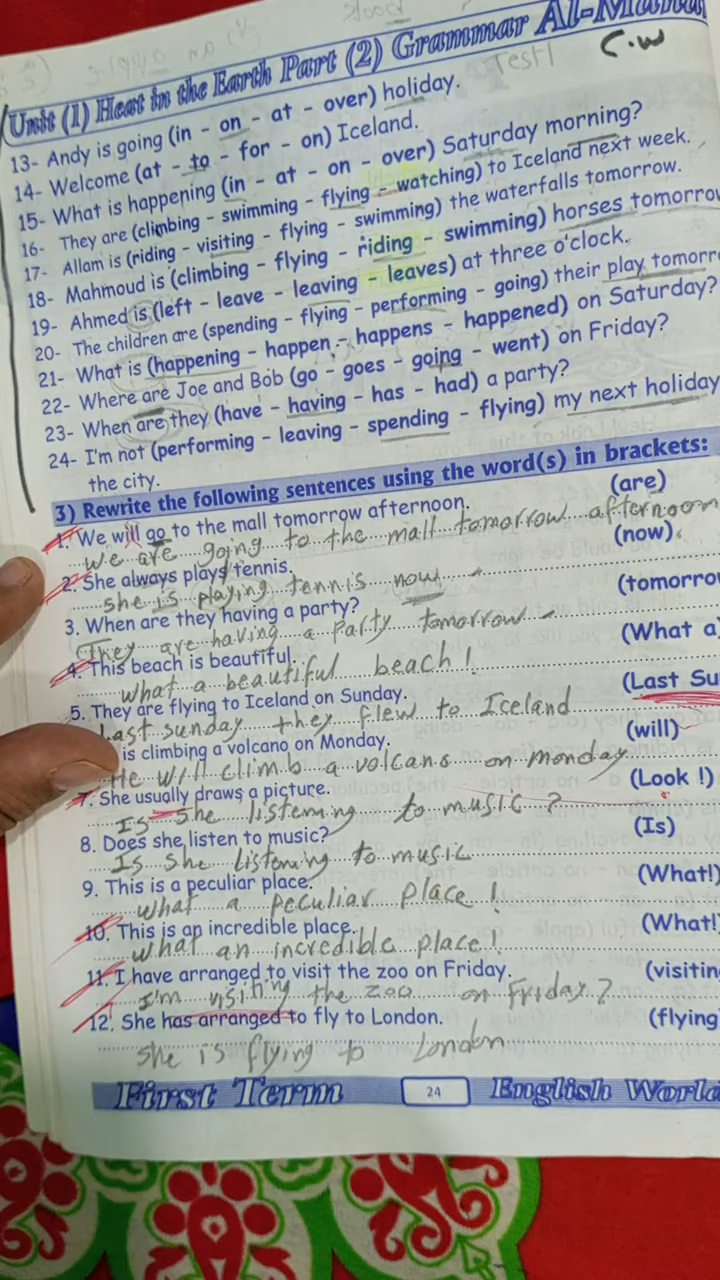 Unit (1) Heat in the Earth Part (2) Grammar
Test1
C.W
13- Andy is going (in - on - at - over) holiday.
14- Welcome (at - to - for - on) Iceland.
15- What is happening (in - at - on - over) Saturday morning?
16- They are (climbing - swimming - flying - watching) to Iceland next week.
17- Allam is (riding - visiting - flying - swimming) the waterfalls tomorrow.
18- Mahmoud is (climbing - flying - riding - swimming) horses tomorro
19- Ahmed is (left - leave - leaving - leaves) at three o'clock.
20- The children are (spending - flying - performing - going) their play tomorr
21- What is (happening - happen - happens - happened) on Saturday?
22- Where are Joe and Bob (go - goes - going - went) on Friday?
23- When are they (have - having - has - had) a party?
24- I'm not (performing - leaving - spending - flying) my next holiday
the city.
3) Rewrite the following sentences using the word(s) in brackets:
1. We will go to the mall tomorrow afternoon. (are)
We are going to the mall tomorrow afternoon
2. She always plays tennis. (now)
She is playing tennis now
3. When are they having a party? (tomorro
They are having a party tomorrow
4. This beach is beautiful. (What a
What a beautiful beach!
5. They are flying to Iceland on Sunday. (Last Su
Last sunday they flew to Iceland
is climbing a volcano on Monday. (will)
He will climb a volcano on monday
7. She usually draws a picture. (Look !)
Is she listening to music?
8. Does she listen to music? (Is)
Is she listening to music
9. This is a peculiar place. (What!)
What a peculiar place!
10. This is an incredible place. (What!
What an incredible place!
11. I have arranged to visit the zoo on Friday. (visitin
I'm visiting the zoo on Friday?
12. She has arranged to fly to London. (flying
She is flying to London
First Term 24 English World